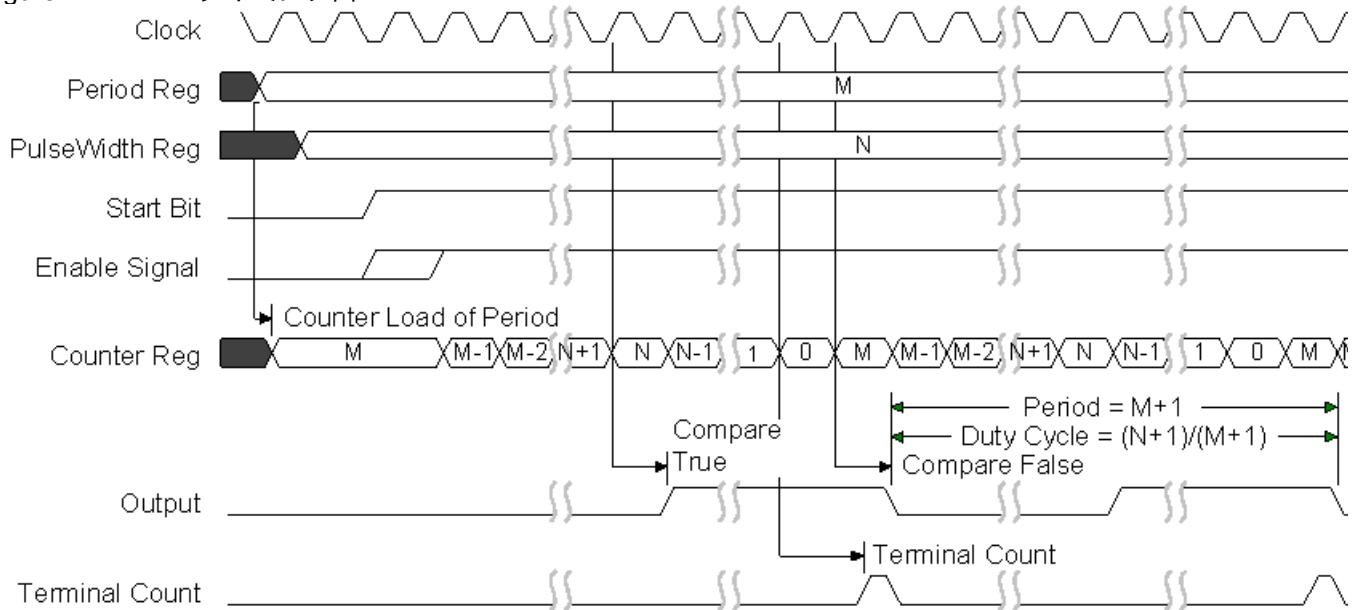 Clock
Period Reg
M
PulseWidth Reg
N
Start Bit
Enable Signal
Counter Load of Period
Counter Reg
M M-1 M-2 N+1 N N-1 1 0 M M-1 M-2 N+1 N N-1 1 0 M
Period = M+1
Duty Cycle = (N+1)/(M+1)
Compare
True
Compare False
Output
Terminal Count
Terminal Count